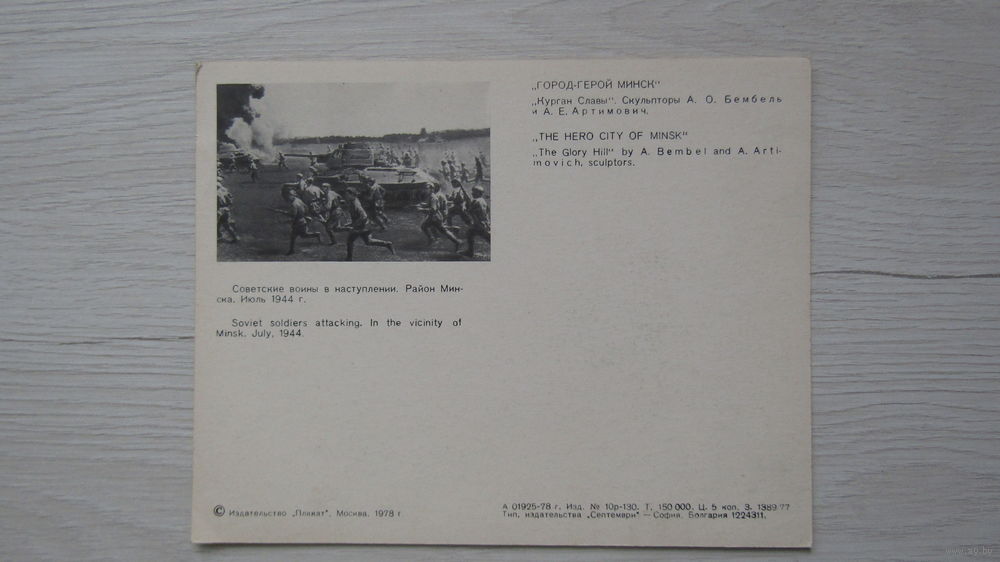 „ГОРОД-ГЕРОЙ МИНСК"
„Курган Славы". Скульпторы А. О. Бембель
и А. Е. Артимович.
„THE HERO CITY OF MINSK"
„The Glory Hill" by A. Bembel and A. Arti-
movich, sculptors.
Советские воины в наступлении. Район Мин-
ска. Июль 1944 г.
Soviet soldiers attacking. In the vicinity of
Minsk. July, 1944.
© Издательство „Плакат". Москва. 1978 г.
А 01925-78 г. Изд. № 10р-130. Т. 150 000. Ц. 5 коп. З. 1389 77
Тип. издательства „Септември" — София. Болгария 1224311.
www.ay.by